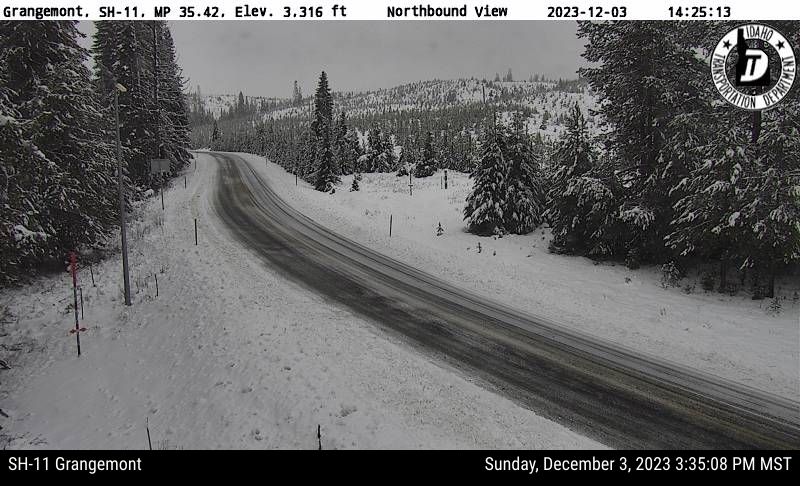 Grangemont, SH-11, MP 35.42, Elev. 3,316 ft Northbound View 2023-12-03 14:25:13
IDAHO
TRANSPORTATION DEPARTMENT
SH-11 Grangemont Sunday, December 3, 2023 3:35:08 PM MST